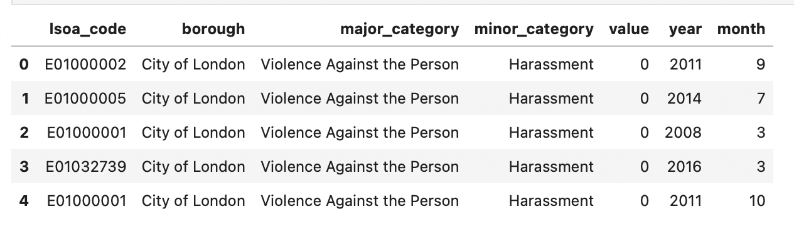 lsoa_code borough major_category minor_category value year month
0 E01000002 City of London Violence Against the Person Harassment 0 2011 9
1 E01000005 City of London Violence Against the Person Harassment 0 2014 7
2 E01000001 City of London Violence Against the Person Harassment 0 2008 3
3 E01032739 City of London Violence Against the Person Harassment 0 2016 3
4 E01000001 City of London Violence Against the Person Harassment 0 2011 10